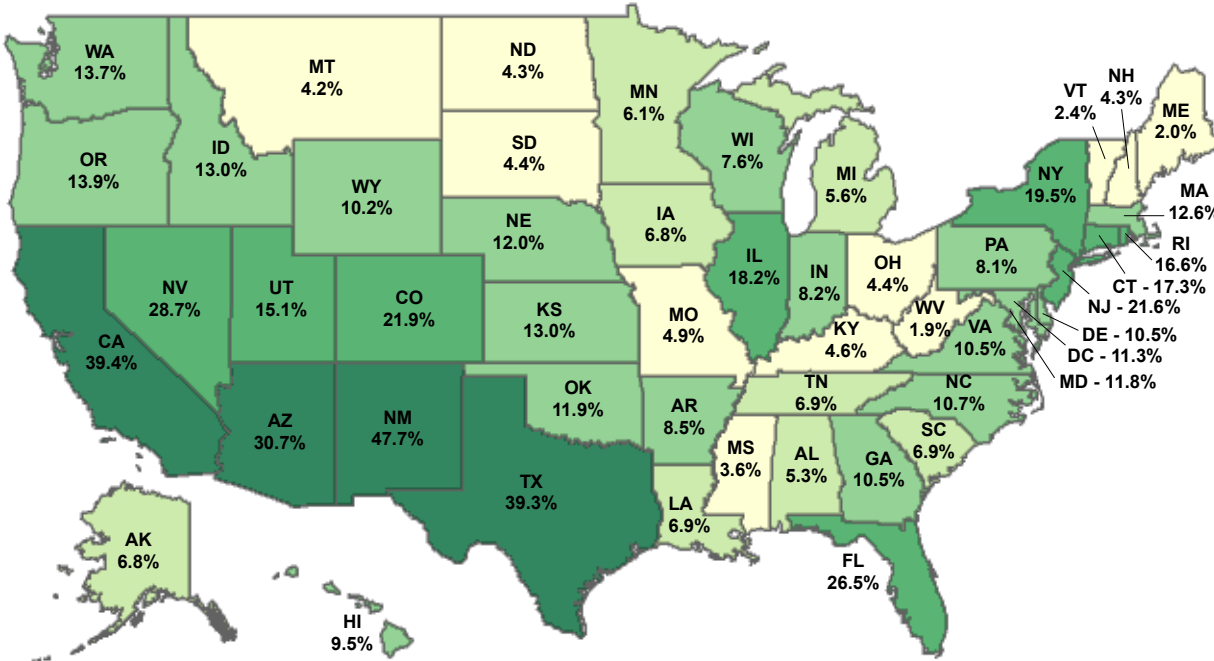 WA
13.7%
MT
4.2%
ND
4.3%
MN
6.1%
VT
2.4%
NH
4.3%
ME
2.0%
OR
13.9%
ID
13.0%
SD
4.4%
WI
7.6%
MI
5.6%
NY
19.5%
MA
12.6%
WY
10.2%
IA
6.8%
NE
12.0%
PA
8.1%
RI
16.6%
CT - 17.3%
NJ - 21.6%
DE - 10.5%
DC - 11.3%
MD - 11.8%
NV
28.7%
UT
15.1%
CO
21.9%
IL
18.2%
IN
8.2%
OH
4.4%
WV
1.9%
VA
10.5%
CA
39.4%
KS
13.0%
MO
4.9%
KY
4.6%
AZ
30.7%
NM
47.7%
OK
11.9%
AR
8.5%
TN
6.9%
NC
10.7%
SC
6.9%
TX
39.3%
LA
6.9%
MS
3.6%
AL
5.3%
GA
10.5%
FL
26.5%
AK
6.8%
HI
9.5%